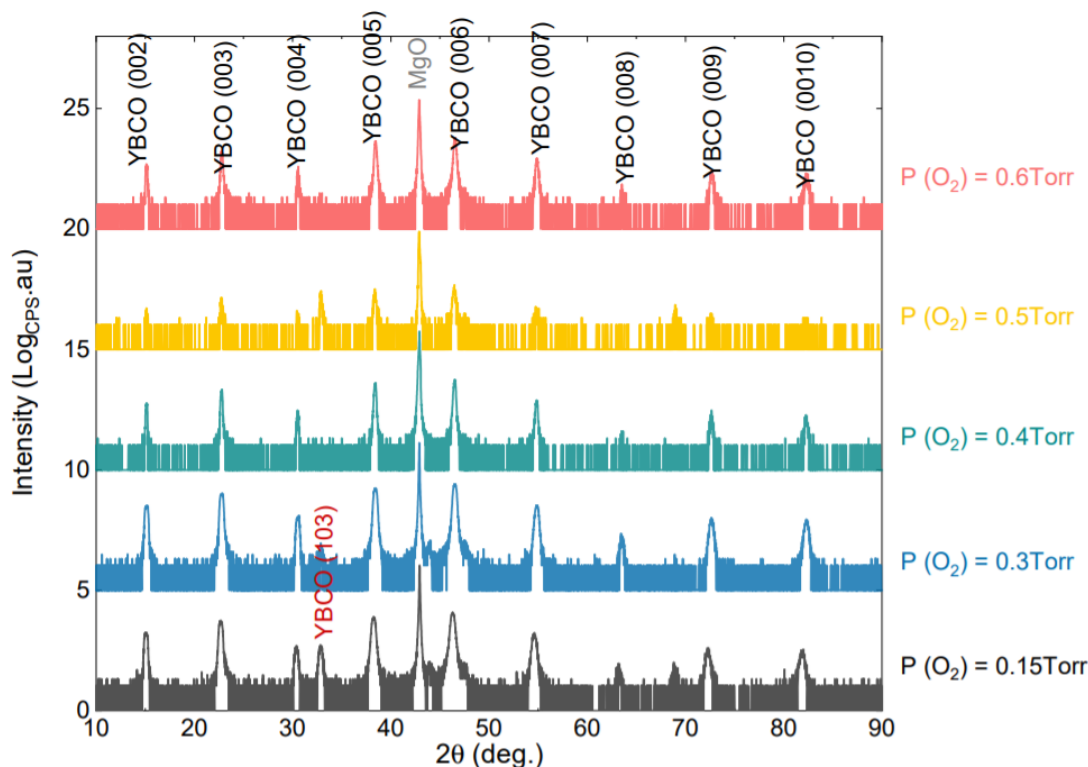 YBCO (002)
YBCO (003)
YBCO (004)
YBCO (005)
MgO
YBCO (006)
YBCO (007)
YBCO (008)
YBCO (009)
YBCO (0010)
25
20
15
10
5
0
Intensity (Log_CPS.au)
P (O₂) = 0.6Torr
P (O₂) = 0.5Torr
P (O₂) = 0.4Torr
P (O₂) = 0.3Torr
YBCO (103)
P (O₂) = 0.15Torr
10 20 30 40 50 60 70 80 90
2θ (deg.)